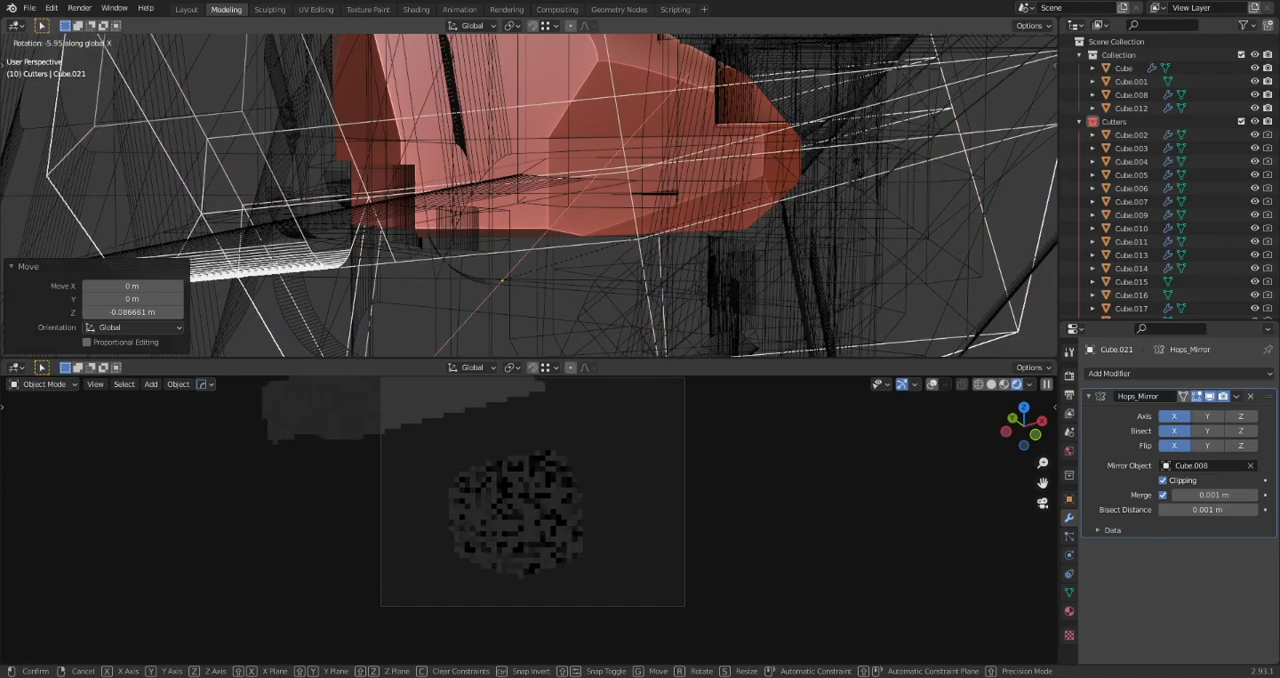 File Edit Render Window Help Layout Modeling Sculpting UV Editing Texture Paint Shading Animation Rendering Compositing Geometry Nodes Scripting + Scene View Layer
Global Options
Rotation: -5.95 along global X
User Perspective
(10) Cutters | Cube.021
Move
Move X 0 m
Y 0 m
Z -0.086661 m
Orientation Global
Proportional Editing
Global Options
Object Mode View Select Add Object
Z
Y
X
Scene Collection
Collection
Cube
Cube.001
Cube.008
Cube.012
Cutters
Cube.002
Cube.003
Cube.004
Cube.005
Cube.006
Cube.007
Cube.009
Cube.010
Cube.011
Cube.013
Cube.014
Cube.015
Cube.016
Cube.017
Cube.021 Hops_Mirror
Add Modifier
Hops_Mirror
Axis X Y Z
Bisect X Y Z
Flip X Y Z
Mirror Object Cube.008
Clipping
Merge 0.001 m
Bisect Distance 0.001 m
Data
Confirm Cancel X X Axis Y Y Axis Z Z Axis X X Plane Y Y Plane Z Z Plane C Clear Constraints Snap Invert Snap Toggle G Move R Rotate S Resize Automatic Constraint Automatic Constraint Plane Precision Mode 2.93.1